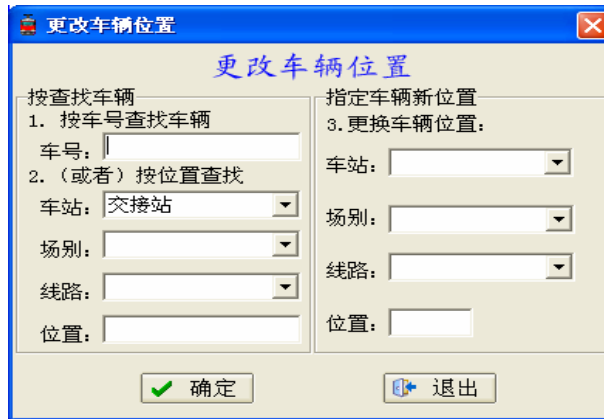 更改车辆位置
更改车辆位置
按查找车辆
1. 按车号查找车辆
车号:
2.（或者）按位置查找
车站: 交接站
场别:
线路:
位置:
指定车辆新位置
3.更换车辆位置:
车站:
场别:
线路:
位置:
确定
退出